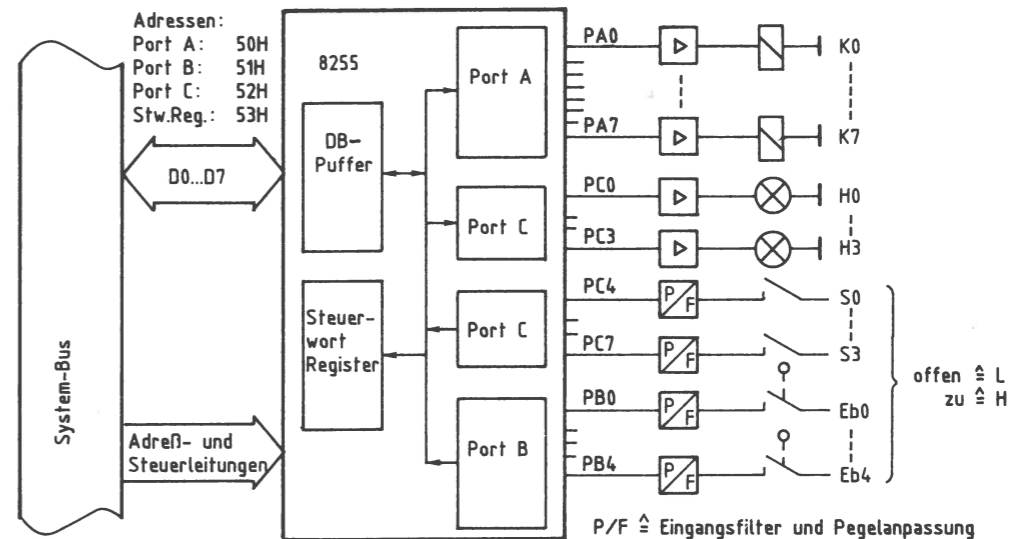 Adressen:
Port A: 50H
Port B: 51H
Port C: 52H
Stw.Reg.: 53H
System-Bus
D0...D7
Adreß- und
Steuerleitungen
8255
DB-
Puffer
Steuer-
wort
Register
Port A
Port C
Port C
Port B
PA0
K0
PA7
K7
PC0
H0
PC3
H3
PC4
P/F
S0
PC7
P/F
S3
PB0
P/F
Eb0
PB4
P/F
Eb4
offen ≙ L
zu ≙ H
P/F ≙ Eingangsfilter und Pegelanpassung